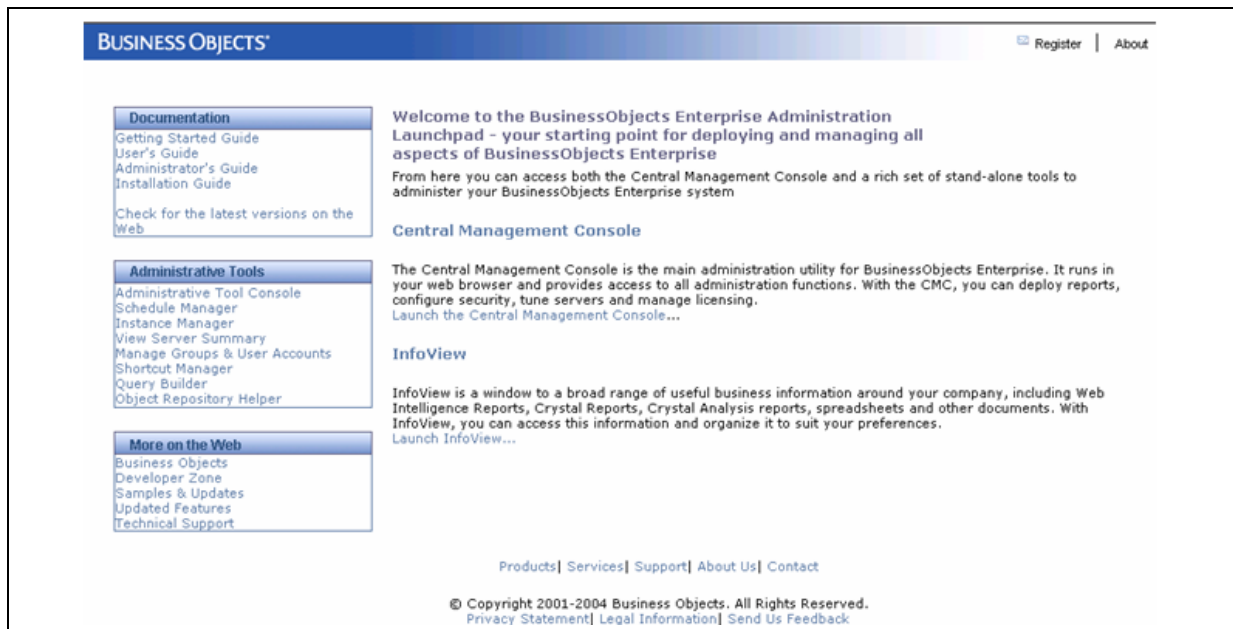 BUSINESS OBJECTS
Register | About
Documentation
Getting Started Guide
User's Guide
Administrator's Guide
Installation Guide
Check for the latest versions on the
Web
Administrative Tools
Administrative Tool Console
Schedule Manager
Instance Manager
View Server Summary
Manage Groups & User Accounts
Shortcut Manager
Query Builder
Object Repository Helper
More on the Web
Business Objects
Developer Zone
Samples & Updates
Updated Features
Technical Support
Welcome to the BusinessObjects Enterprise Administration
Launchpad - your starting point for deploying and managing all
aspects of BusinessObjects Enterprise
From here you can access both the Central Management Console and a rich set of stand-alone tools to
administer your BusinessObjects Enterprise system
Central Management Console
The Central Management Console is the main administration utility for BusinessObjects Enterprise. It runs in
your web browser and provides access to all administration functions. With the CMC, you can deploy reports,
configure security, tune servers and manage licensing.
Launch the Central Management Console...
InfoView
InfoView is a window to a broad range of useful business information around your company, including Web
Intelligence Reports, Crystal Reports, Crystal Analysis reports, spreadsheets and other documents. With
InfoView, you can access this information and organize it to suit your preferences.
Launch InfoView...
Products| Services| Support| About Us| Contact
© Copyright 2001-2004 Business Objects. All Rights Reserved.
Privacy Statement| Legal Information| Send Us Feedback